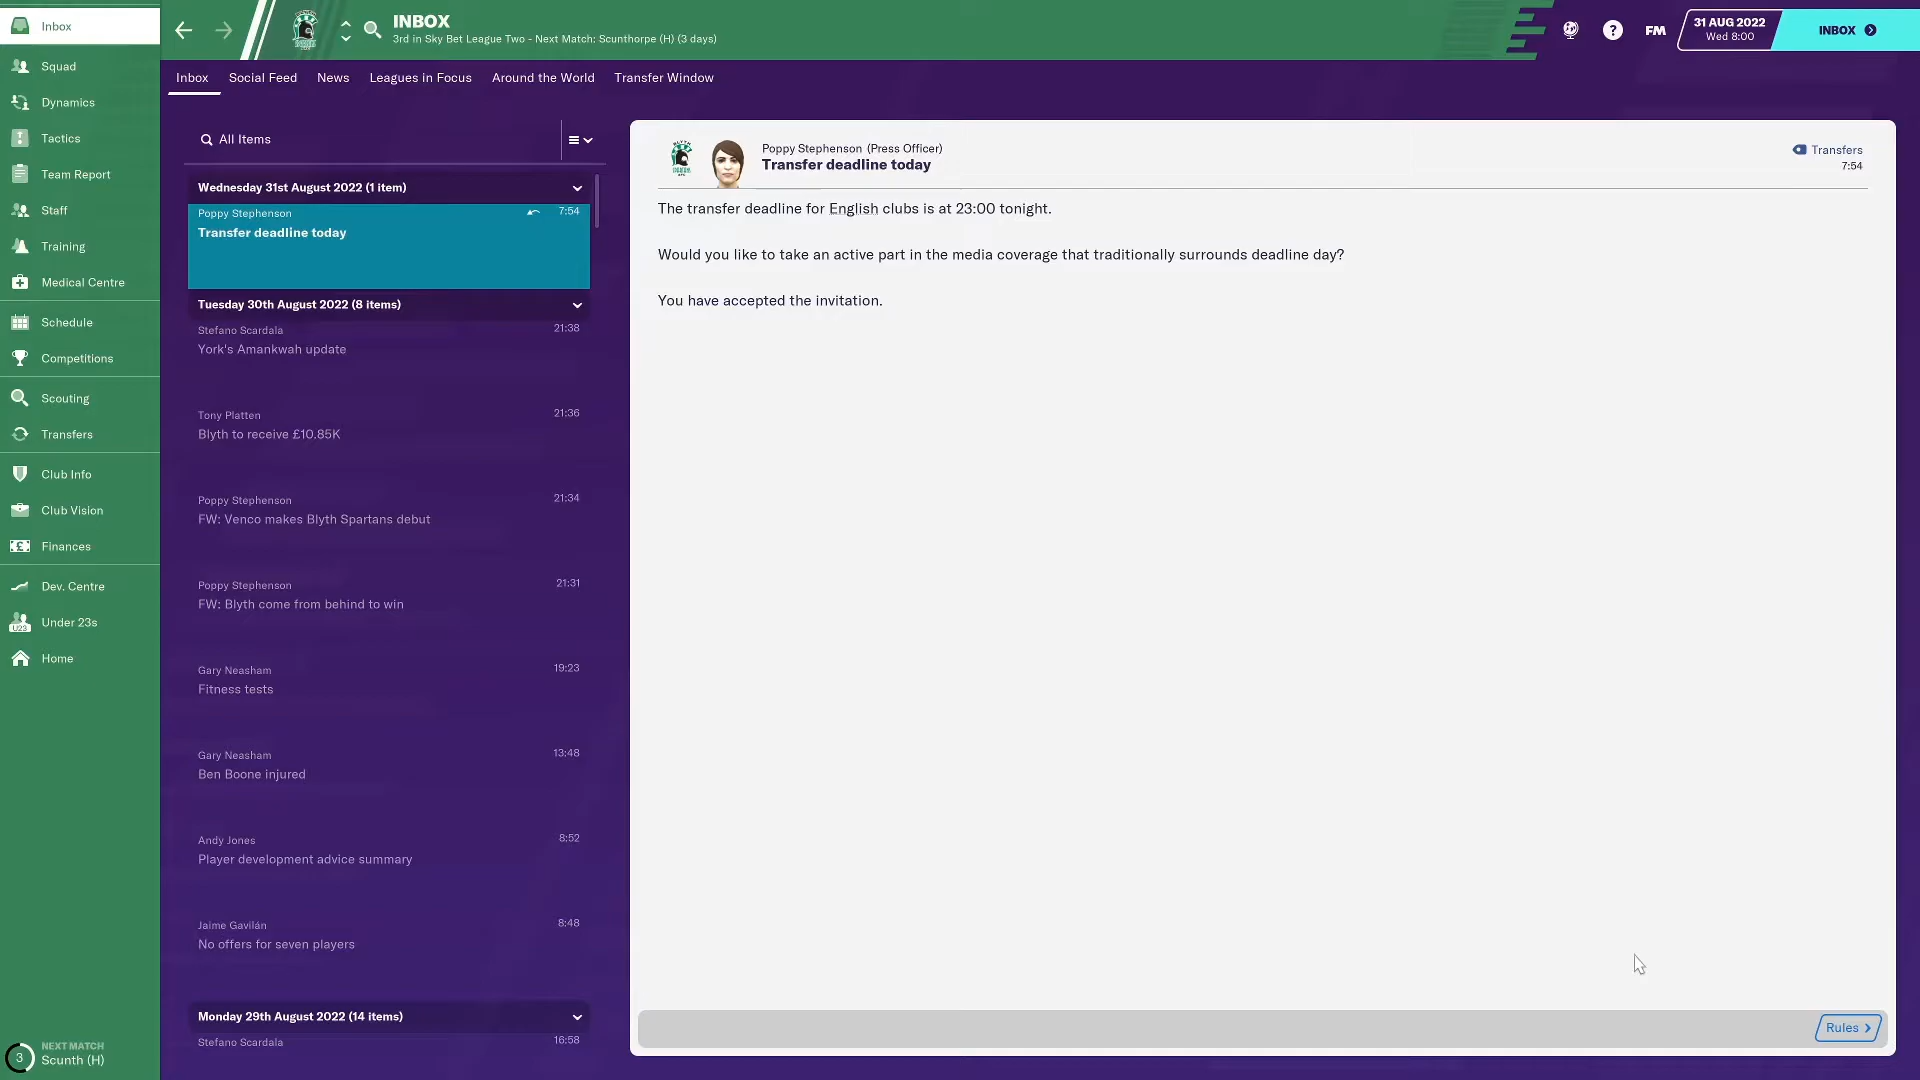 Inbox
Squad
Dynamics
Tactics
Team Report
Staff
Training
Medical Centre
Schedule
Competitions
Scouting
Transfers
Club Info
Club Vision
Finances
Dev. Centre
U23
Under 23s
Home
3
NEXT MATCH
Scunth (H)
INBOX
3rd in Sky Bet League Two - Next Match: Scunthorpe (H) (3 days)
?
FM
31 AUG 2022
Wed 8:00
INBOX
Inbox Social Feed News Leagues in Focus Around the World Transfer Window
All Items
Wednesday 31st August 2022 (1 item)
Poppy Stephenson 7:54
Transfer deadline today
Tuesday 30th August 2022 (8 items)
Stefano Scardala 21:38
York's Amankwah update
Tony Platten 21:36
Blyth to receive £10.85K
Poppy Stephenson 21:34
FW: Venco makes Blyth Spartans debut
Poppy Stephenson 21:31
FW: Blyth come from behind to win
Gary Neasham 19:23
Fitness tests
Gary Neasham 13:48
Ben Boone injured
Andy Jones 8:52
Player development advice summary
Jaime Gavilán 8:48
No offers for seven players
Monday 29th August 2022 (14 items)
Stefano Scardala 16:58
Poppy Stephenson (Press Officer)
Transfer deadline today
Transfers
7:54
The transfer deadline for English clubs is at 23:00 tonight.
Would you like to take an active part in the media coverage that traditionally surrounds deadline day?
You have accepted the invitation.
Rules